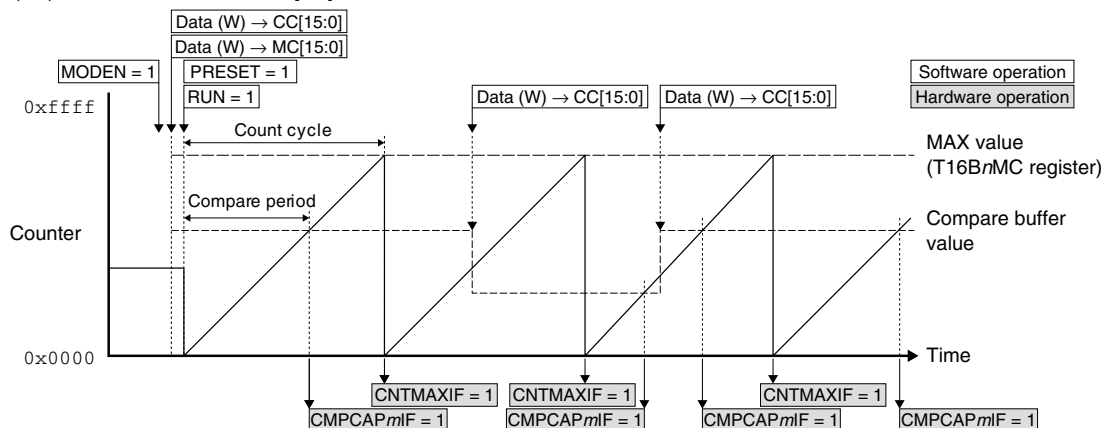 Data (W) → CC[15:0]
Data (W) → MC[15:0]
MODEN = 1
PRESET = 1
RUN = 1
Data (W) → CC[15:0]
Data (W) → CC[15:0]
Software operation
Hardware operation
0xffff
Count cycle
MAX value
(T16BnMC register)
Compare period
Compare buffer
value
Counter
0x0000
Time
CNTMAXIF = 1
CNTMAXIF = 1
CNTMAXIF = 1
CMPCAPmIF = 1
CMPCAPmIF = 1
CMPCAPmIF = 1
CMPCAPmIF = 1